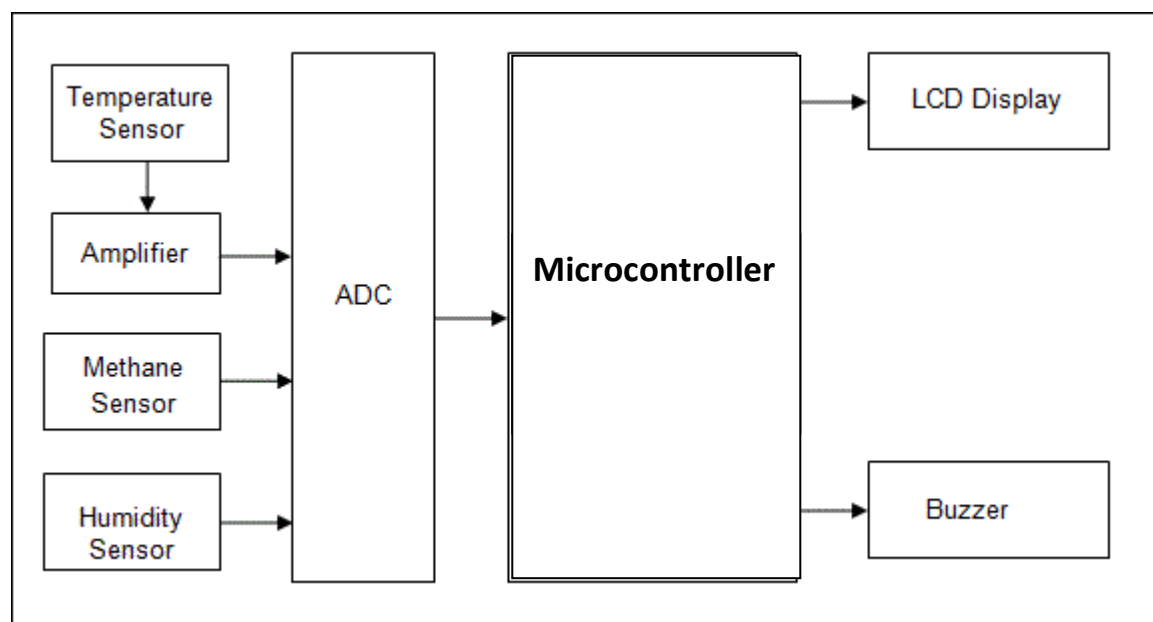 Temperature
Sensor
Amplifier
Methane
Sensor
Humidity
Sensor
ADC
Microcontroller
LCD Display
Buzzer